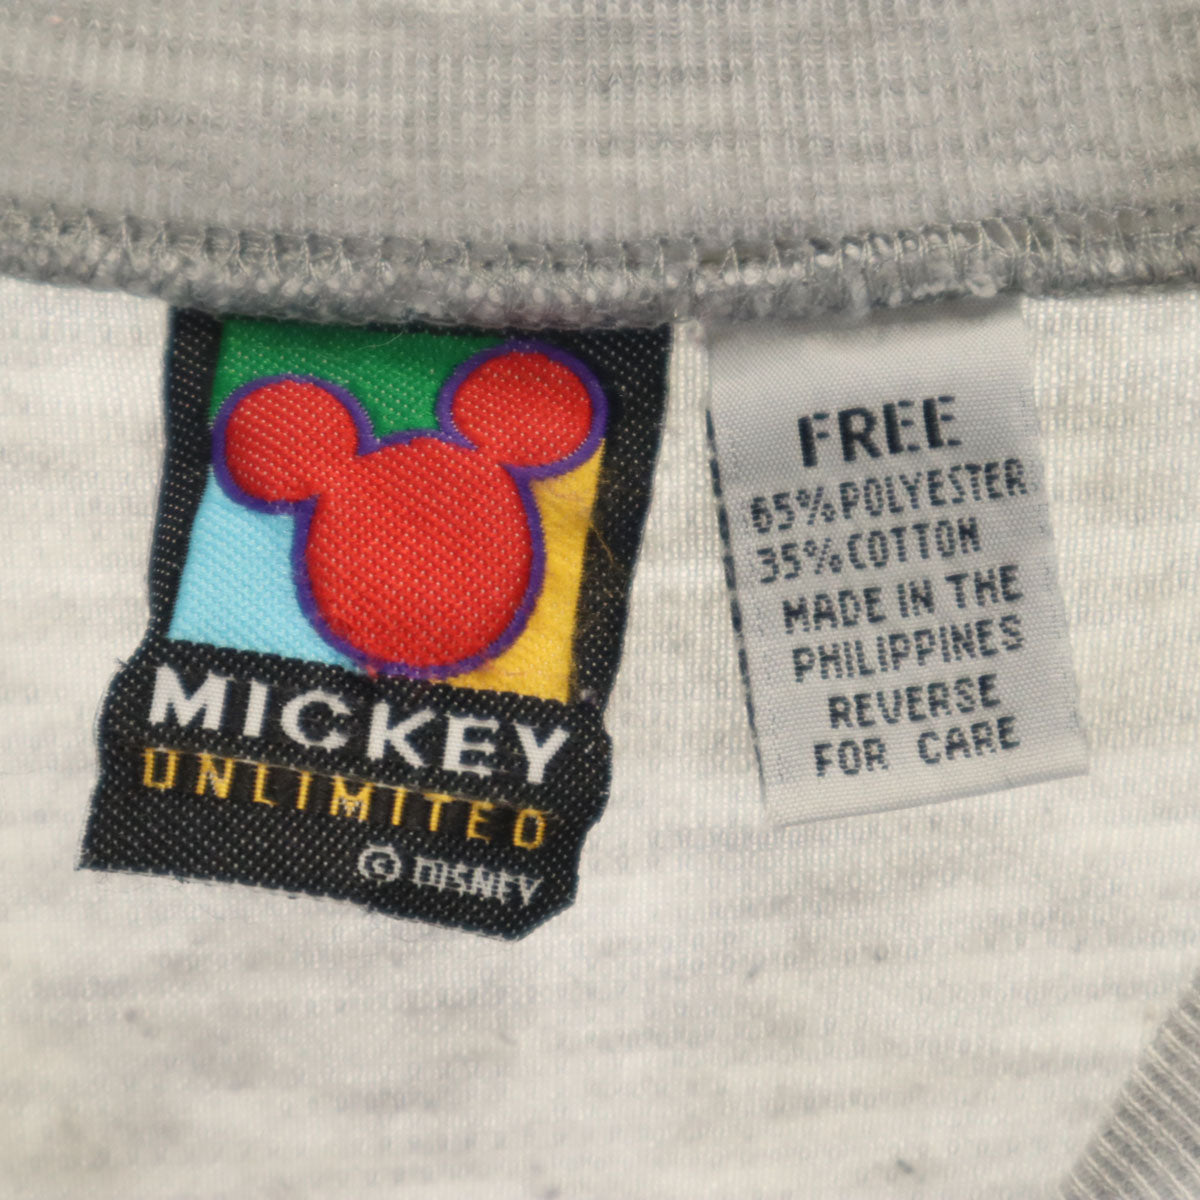 MICKEY
UNLIMITED
© DISNEY
FREE
65% POLYESTER
35% COTTON
MADE IN THE
PHILIPPINES
REVERSE
FOR CARE